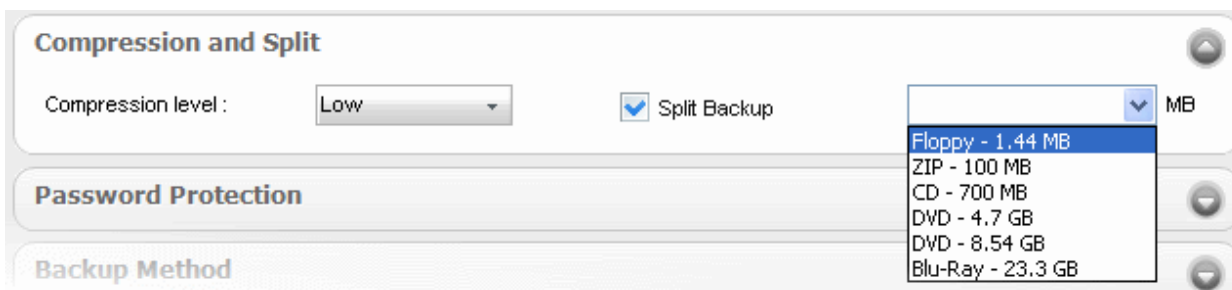 Compression and Split
Compression level : Low Split Backup MB
Floppy - 1.44 MB
ZIP - 100 MB
CD - 700 MB
DVD - 4.7 GB
DVD - 8.54 GB
Blu-Ray - 23.3 GB
Password Protection
Backup Method